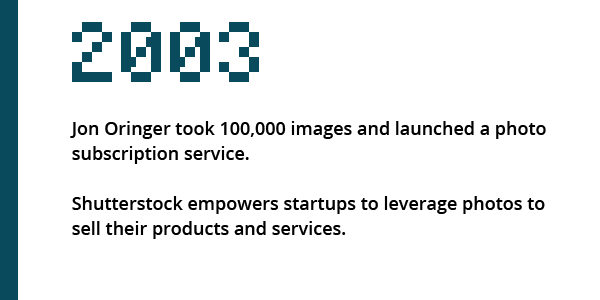 2003
Jon Oringer took 100,000 images and launched a photo
subscription service.
Shutterstock empowers startups to leverage photos to
sell their products and services.